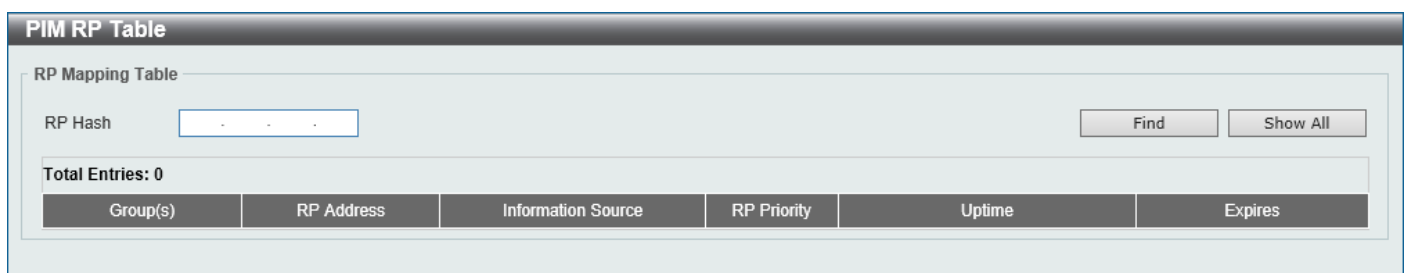 PIM RP Table
RP Mapping Table
RP Hash . . . Find Show All
Total Entries: 0
Group(s) RP Address Information Source RP Priority Uptime Expires